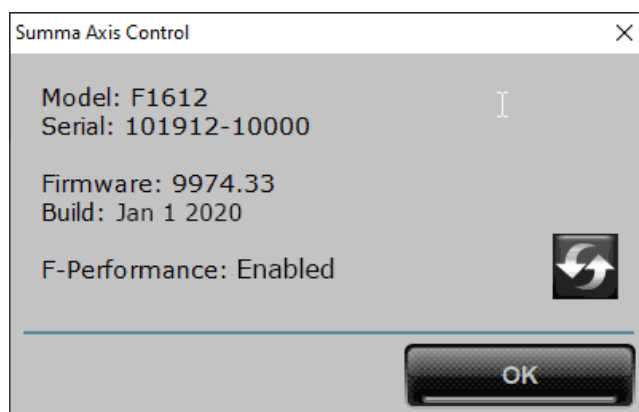 Summa Axis Control
Model: F1612
Serial: 101912-10000
Firmware: 9974.33
Build: Jan 1 2020
F-Performance: Enabled
OK